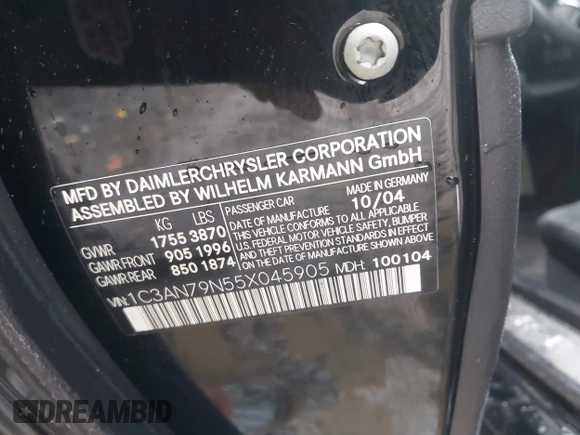 MFD BY DAIMLERCHRYSLER CORPORATION
ASSEMBLED BY WILHELM KARMANN GmbH
KG LBS PASSENGER CAR MADE IN GERMANY
GVWR 1755 3870 DATE OF MANUFACTURE 10/04
GAWR FRONT 905 1996 THIS VEHICLE CONFORMS TO ALL APPLICABLE
GAWR REAR 850 1874 U.S. FEDERAL MOTOR VEHICLE SAFETY, BUMPER
AND THEFT PREVENTION STANDARDS IN EFFECT
ON THE DATE OF MANUFACTURE SHOWN ABOVE.
VIN: 1C3AN79N55X045905 MDH: 100104
DREAMBID